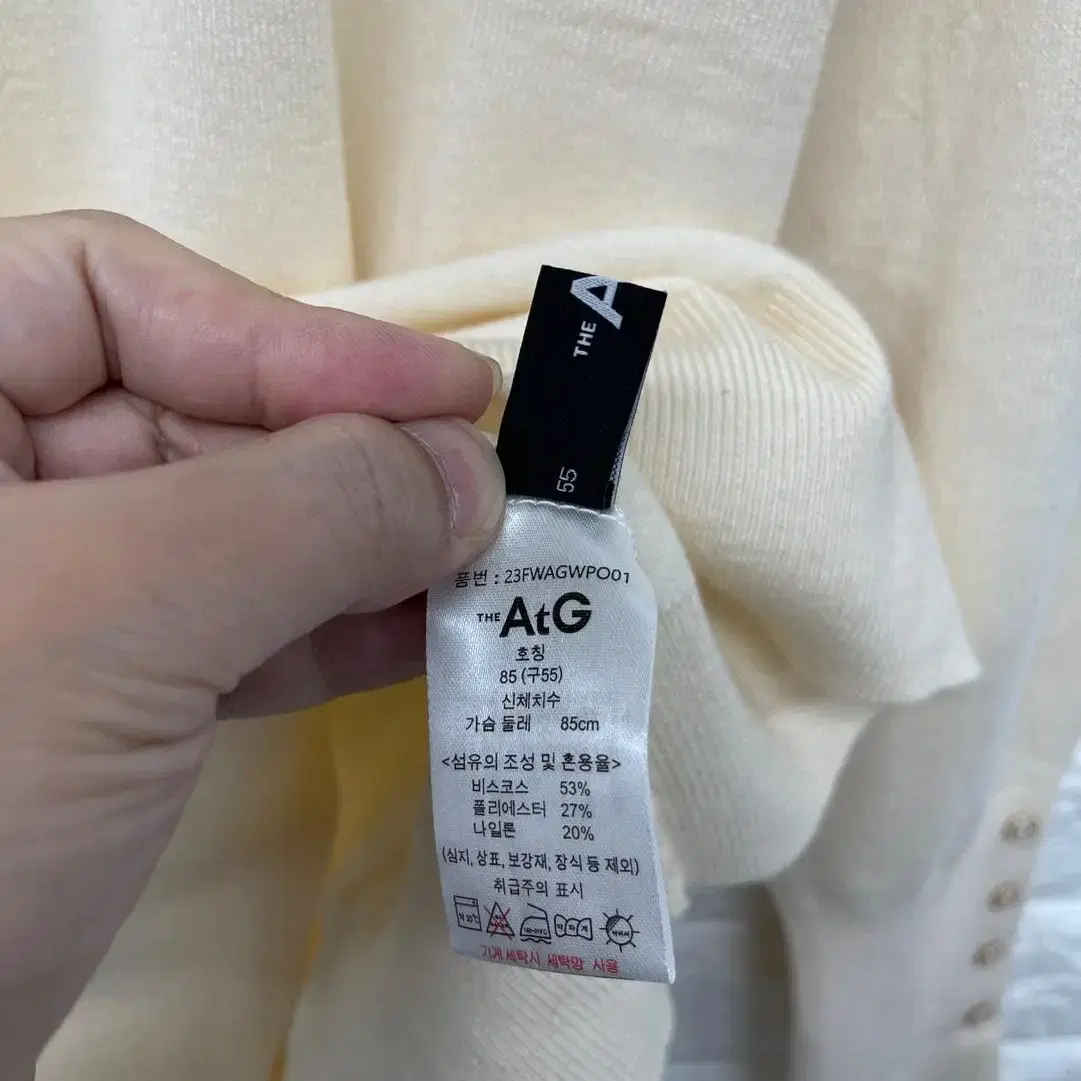 THE A
55
품번 : 23FWAGWPO01
THE AtG
호칭
85 (구55)
신체치수
가슴 둘레 85cm
<섬유의 조성 및 혼용율>
비스코스 53%
폴리에스터 27%
나일론 20%
(심지, 상표, 보강재, 장식 등 제외)
취급주의 표시
약 30℃
기계 세탁시 세탁망 사용